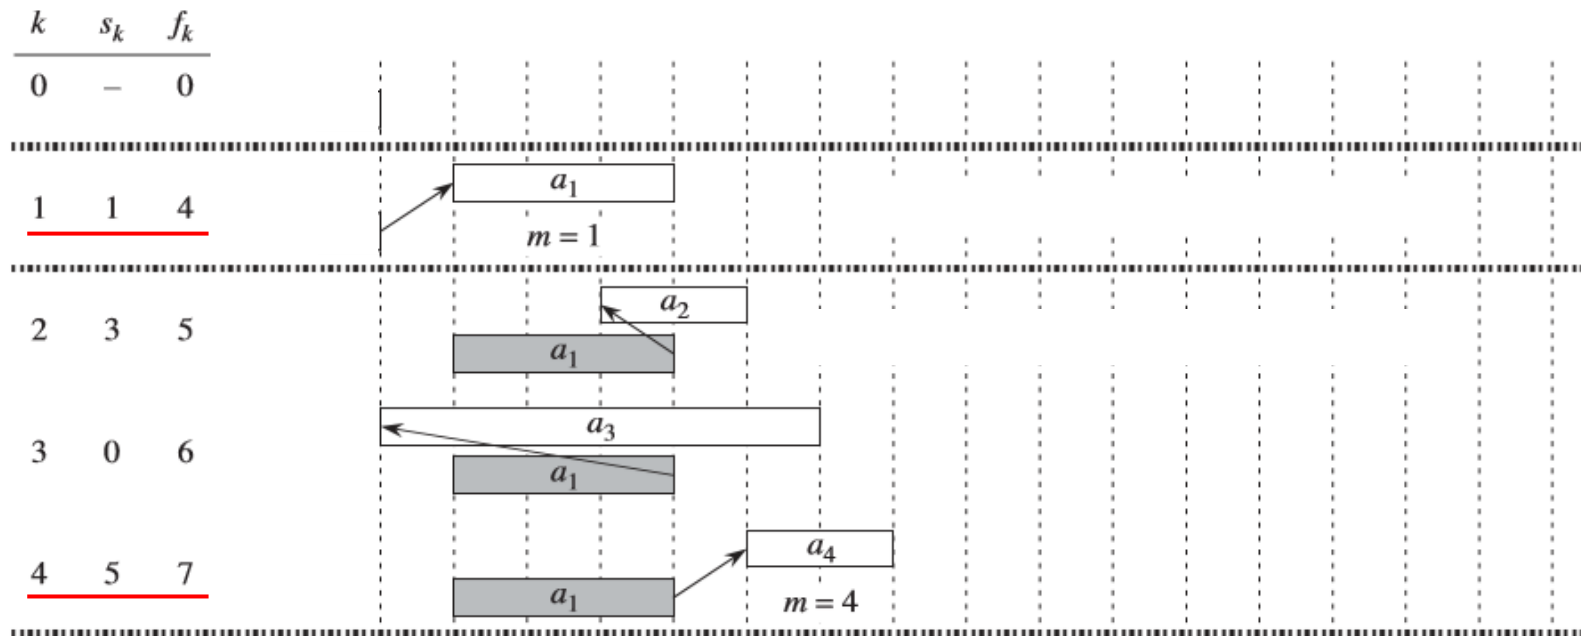 k s_k f_k
0 – 0
a_1
1 1 4
m = 1
a_2
2 3 5
a_1
a_3
3 0 6
a_1
a_4
4 5 7
a_1
m = 4